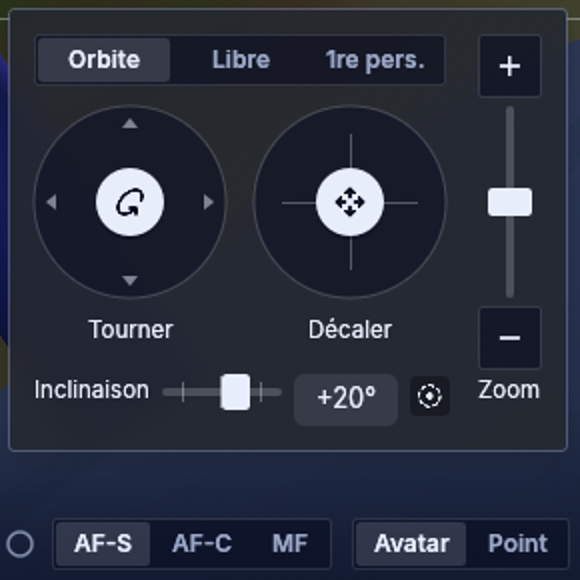 Orbite Libre 1re pers. +
Tourner Décaler −
Inclinaison +20° Zoom
AF-S AF-C MF Avatar Point